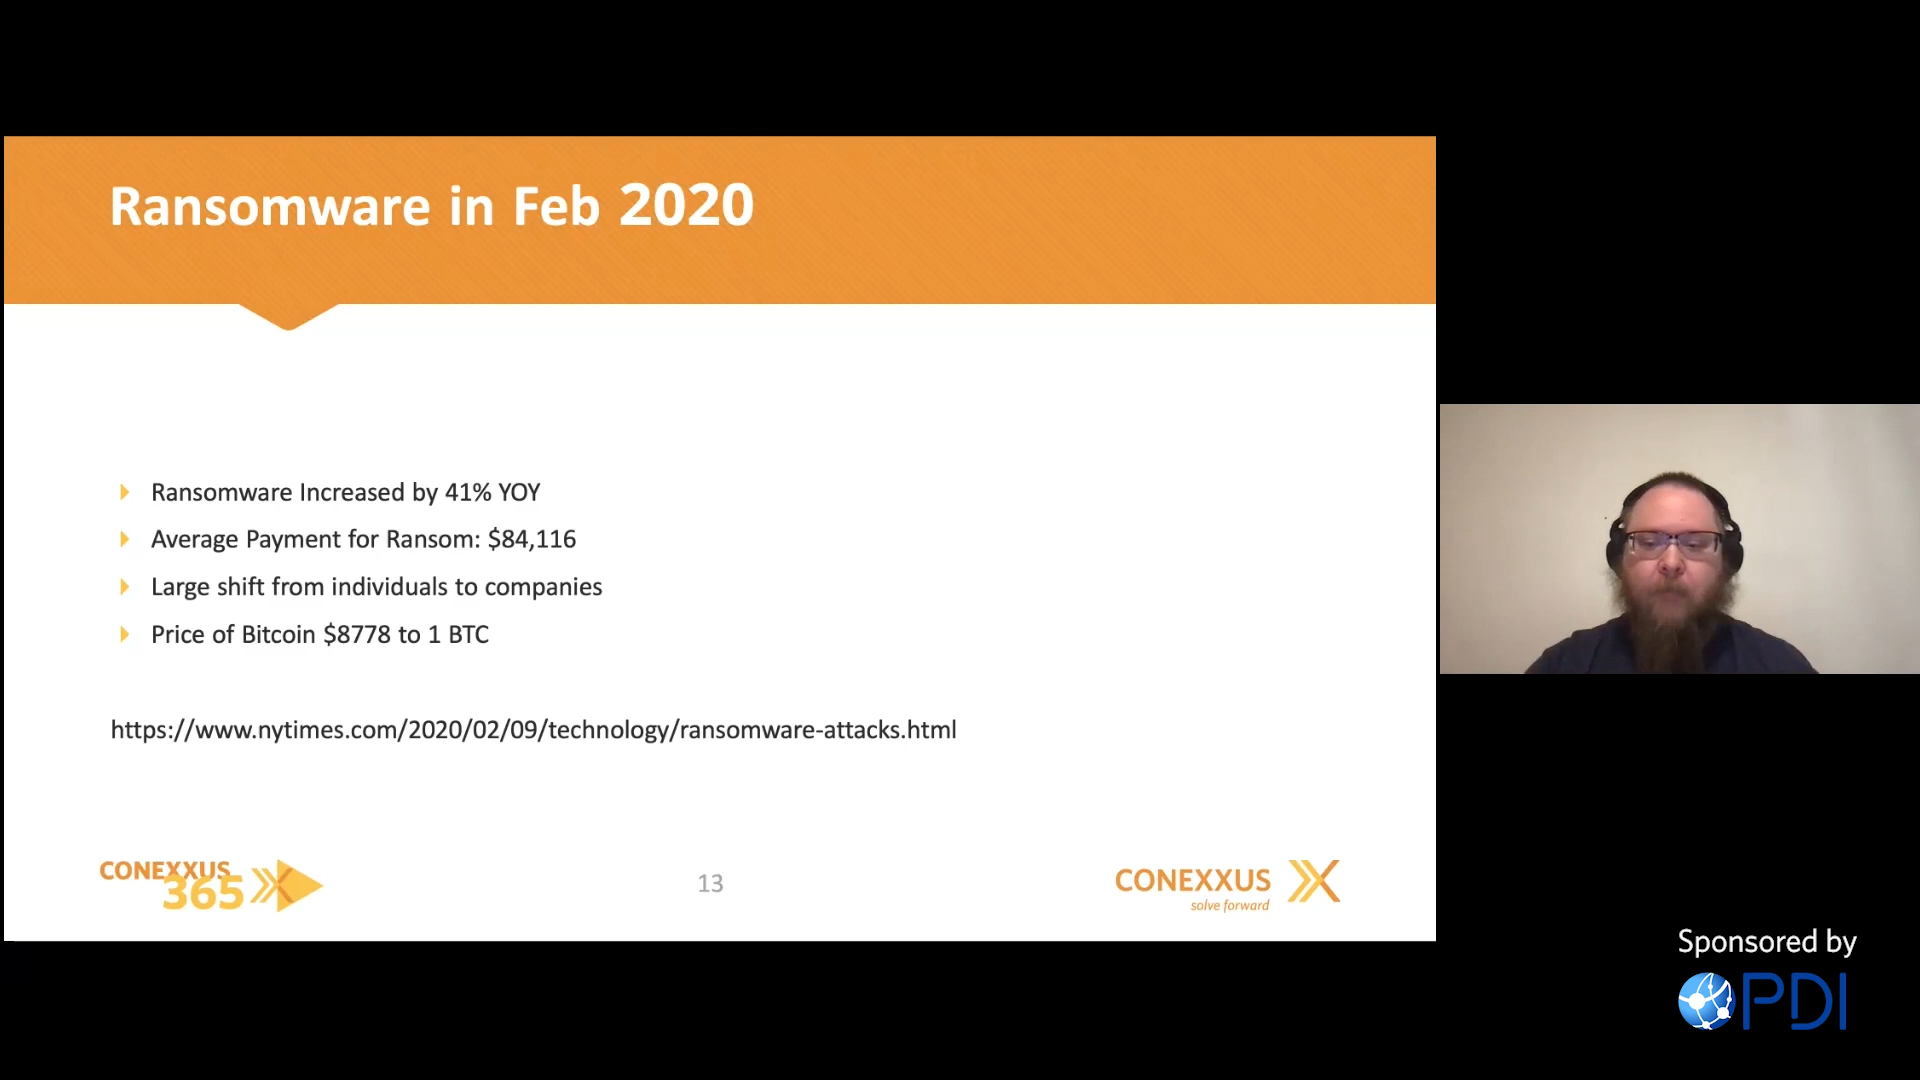 Ransomware in Feb 2020
Ransomware Increased by 41% YOY
Average Payment for Ransom: $84,116
Large shift from individuals to companies
Price of Bitcoin $8778 to 1 BTC
https://www.nytimes.com/2020/02/09/technology/ransomware-attacks.html
CONEXXUS
365
13
CONEXXUS
solve forward
Sponsored by
PDI